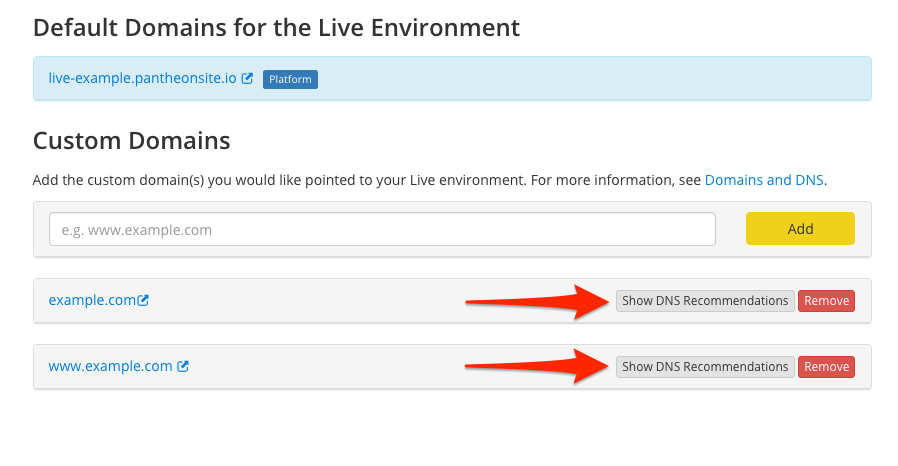 Default Domains for the Live Environment
live-example.pantheonsite.io Platform
Custom Domains
Add the custom domain(s) you would like pointed to your Live environment. For more information, see Domains and DNS.
e.g. www.example.com Add
example.com Show DNS Recommendations Remove
www.example.com Show DNS Recommendations Remove